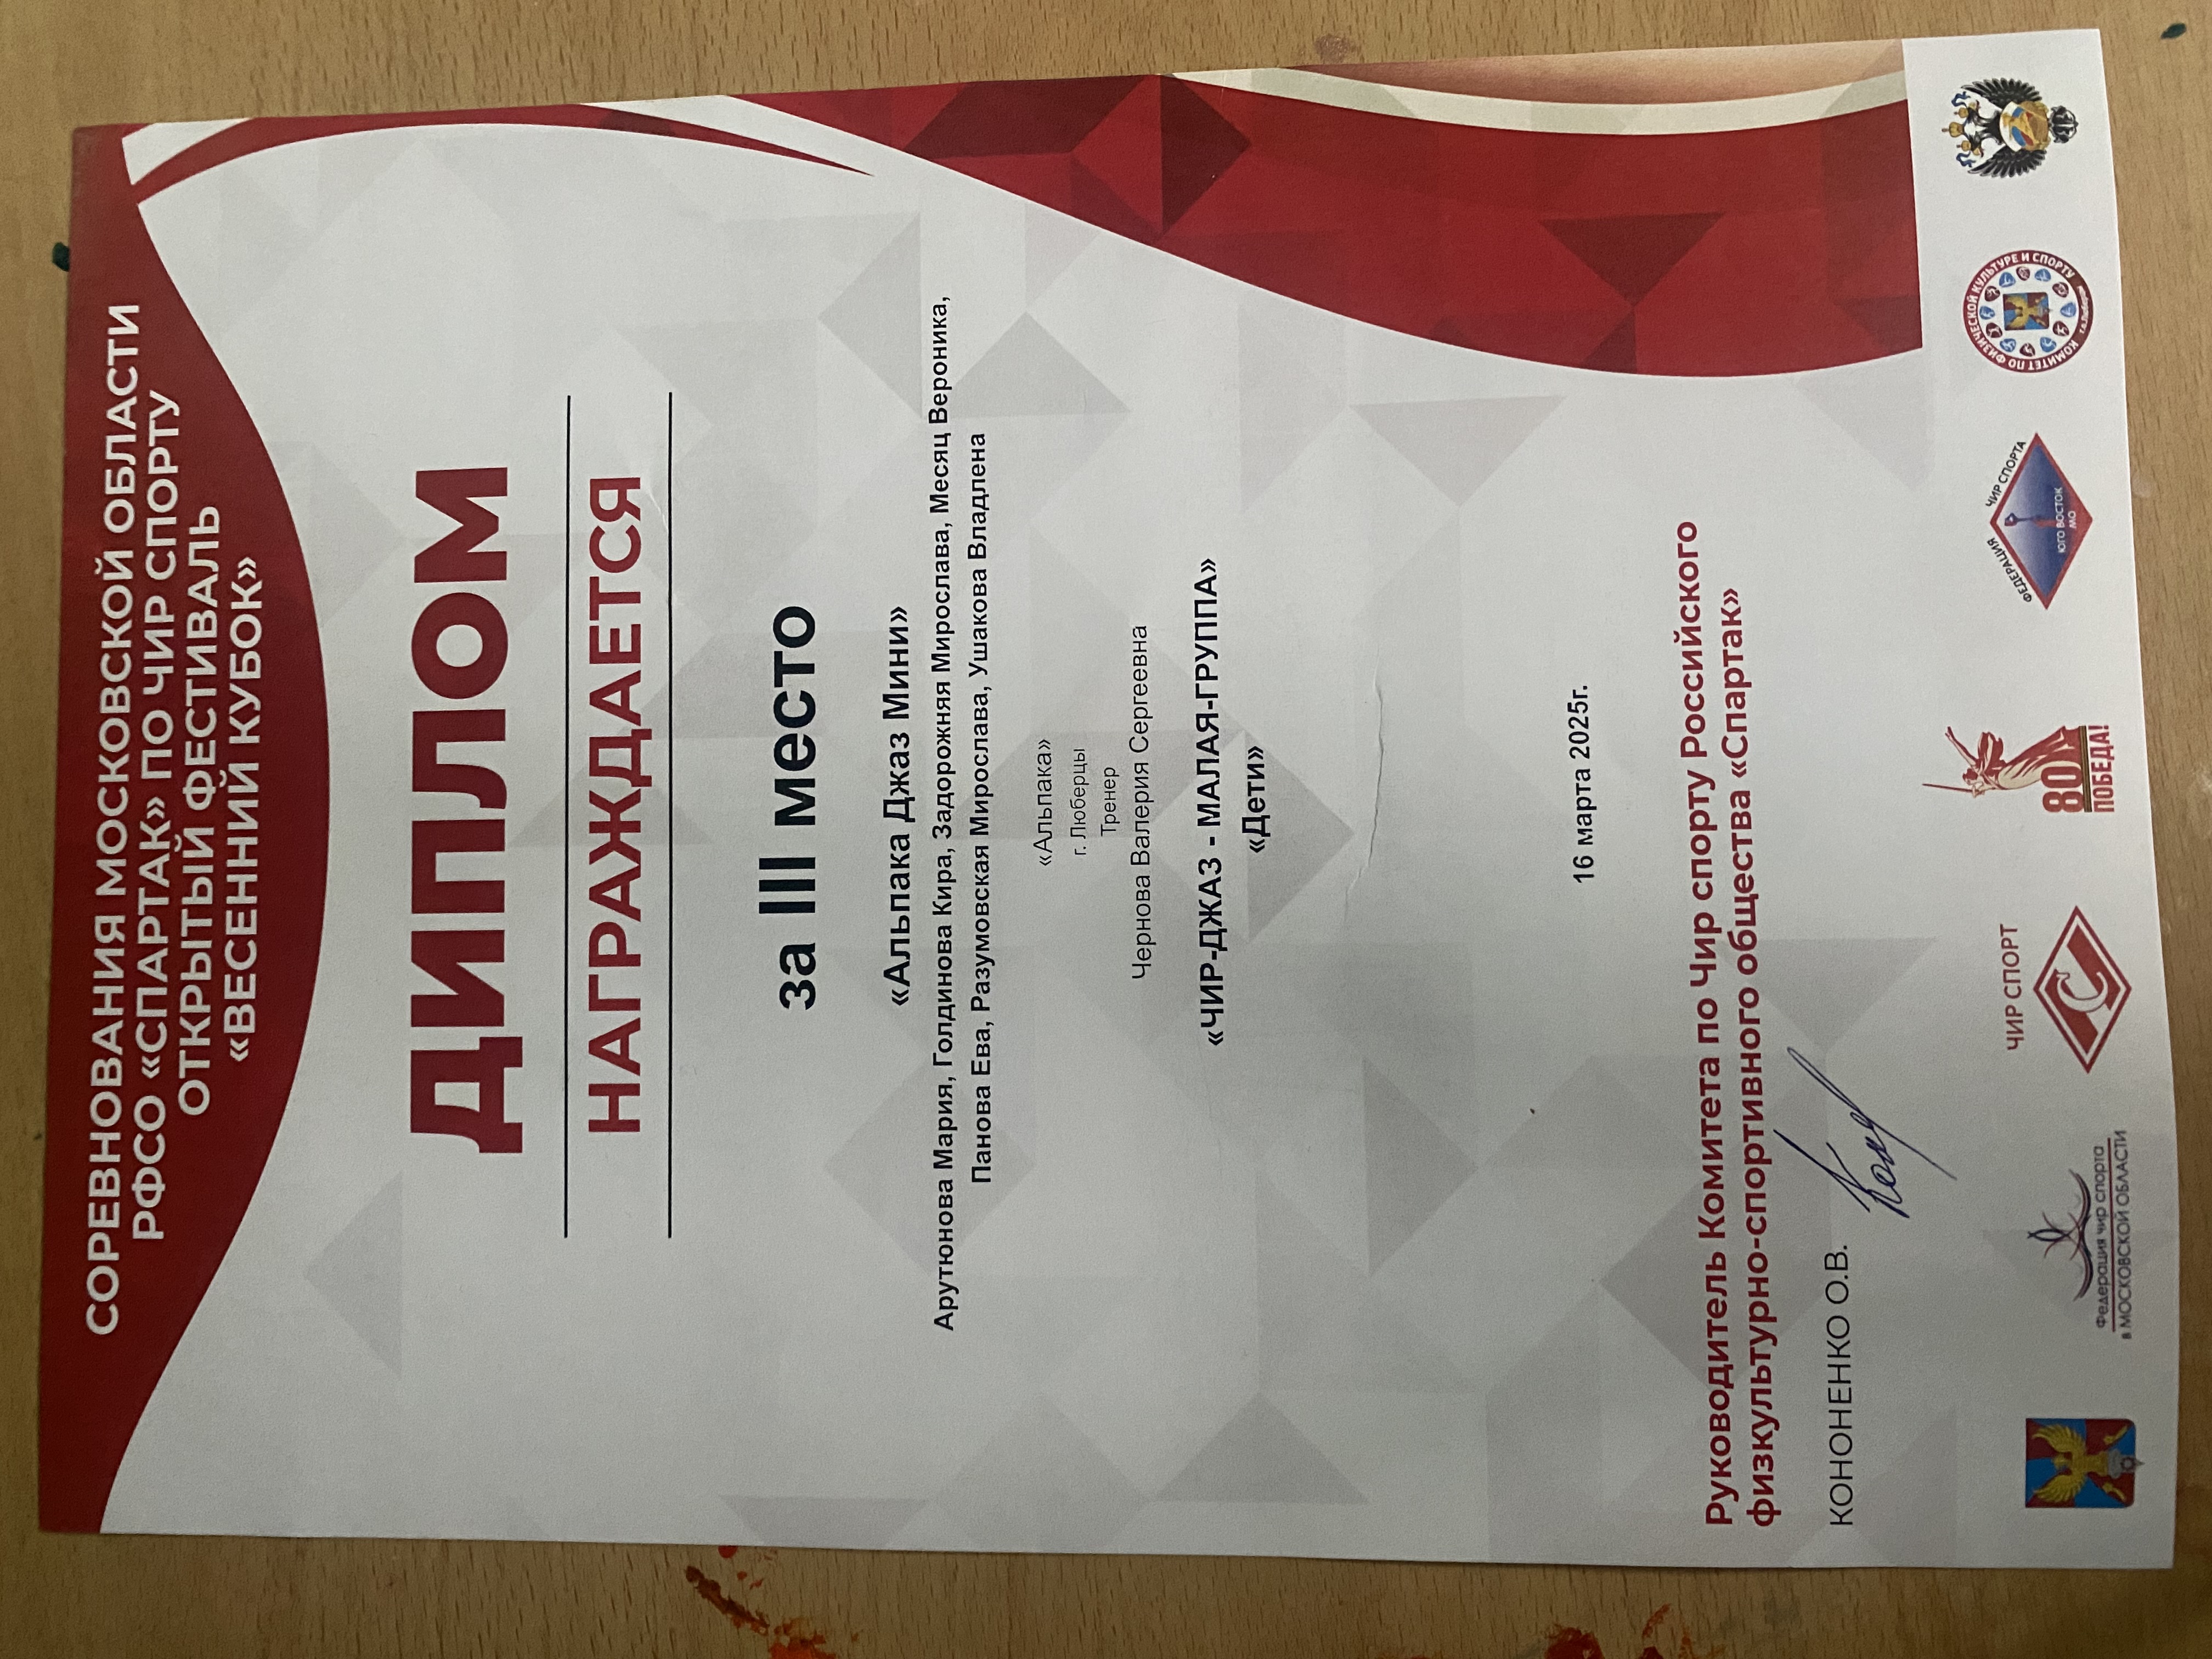 СОРЕВНОВАНИЯ МОСКОВСКОЙ ОБЛАСТИ
РФСО «СПАРТАК» ПО ЧИР СПОРТУ
ОТКРЫТЫЙ ФЕСТИВАЛЬ
«ВЕСЕННИЙ КУБОК»
ДИПЛОМ
НАГРАЖДАЕТСЯ
за III место
«Альпака Джаз Мини»
Арутюнова Мария, Голдинова Кира, Задорожняя Мирослава, Месяц Вероника,
Панова Ева, Разумовская Мирослава, Ушакова Владлена
«Альпака»
г. Люберцы
Тренер
Чернова Валерия Сергеевна
«ЧИР-ДЖАЗ - МАЛАЯ-ГРУППА»
«Дети»
16 марта 2025г.
Руководитель Комитета по Чир спорту Российского
физкультурно-спортивного общества «Спартак»
КОНОНЕНКО О.В.
Федерация чир спорта
в МОСКОВСКОЙ ОБЛАСТИ
ЧИР СПОРТ
С
80
ПОБЕДА!
ФЕДЕРАЦИЯ ЧИР СПОРТА
ЮГО ВОСТОК
МО
КОМИТЕТ ПО ФИЗИЧЕСКОЙ КУЛЬТУРЕ И СПОРТУ